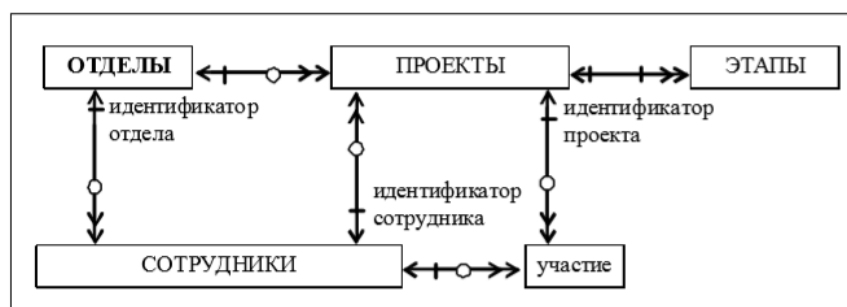 ОТДЕЛЫ
ПРОЕКТЫ
ЭТАПЫ
идентификатор
отдела
идентификатор
проекта
идентификатор
сотрудника
СОТРУДНИКИ
участие